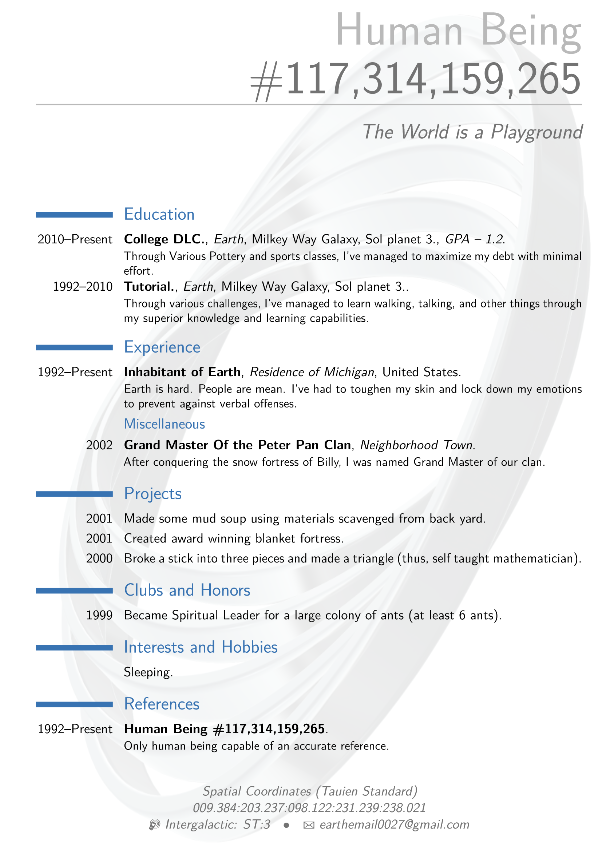 Human Being
#117,314,159,265
The World is a Playground
Education
2010–Present College DLC., Earth, Milkey Way Galaxy, Sol planet 3., GPA – 1.2.
Through Various Pottery and sports classes, I've managed to maximize my debt with minimal
effort.
1992–2010 Tutorial., Earth, Milkey Way Galaxy, Sol planet 3..
Through various challenges, I've managed to learn walking, talking, and other things through
my superior knowledge and learning capabilities.
Experience
1992–Present Inhabitant of Earth, Residence of Michigan, United States.
Earth is hard. People are mean. I've had to toughen my skin and lock down my emotions
to prevent against verbal offenses.
Miscellaneous
2002 Grand Master Of the Peter Pan Clan, Neighborhood Town.
After conquering the snow fortress of Billy, I was named Grand Master of our clan.
Projects
2001 Made some mud soup using materials scavenged from back yard.
2001 Created award winning blanket fortress.
2000 Broke a stick into three pieces and made a triangle (thus, self taught mathematician).
Clubs and Honors
1999 Became Spiritual Leader for a large colony of ants (at least 6 ants).
Interests and Hobbies
Sleeping.
References
1992–Present Human Being #117,314,159,265.
Only human being capable of an accurate reference.
Spatial Coordinates (Tauien Standard)
009.384:203.237:098.122:231.239:238.021
Intergalactic: ST:3 • earthemail0027@gmail.com